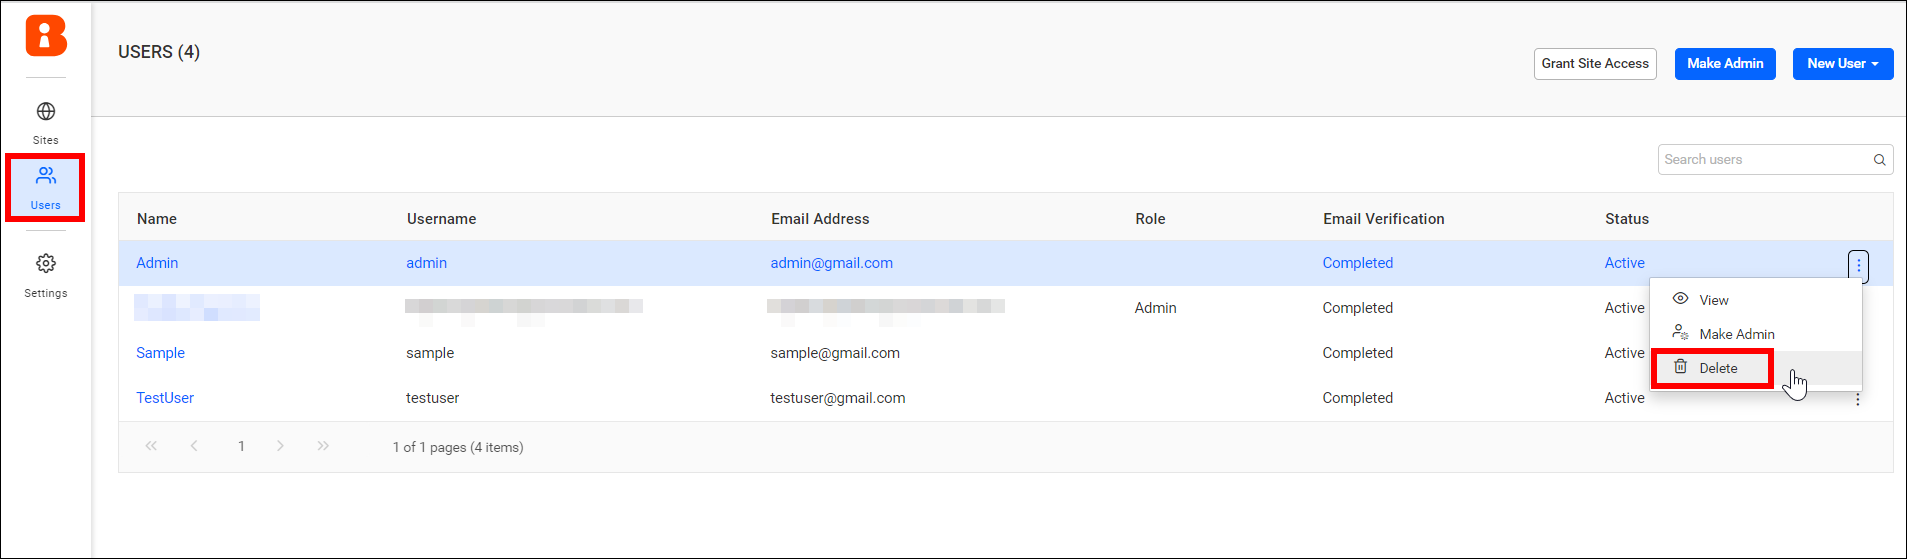 USERS (4)
Grant Site Access
Make Admin
New User
Sites
Search users
Users
Name Username Email Address Role Email Verification Status
Admin admin admin@gmail.com Completed Active
Settings
View
Admin Completed Active
Make Admin
Sample sample sample@gmail.com Completed Active
Delete
TestUser testuser testuser@gmail.com Completed Active
1 1 of 1 pages (4 items)